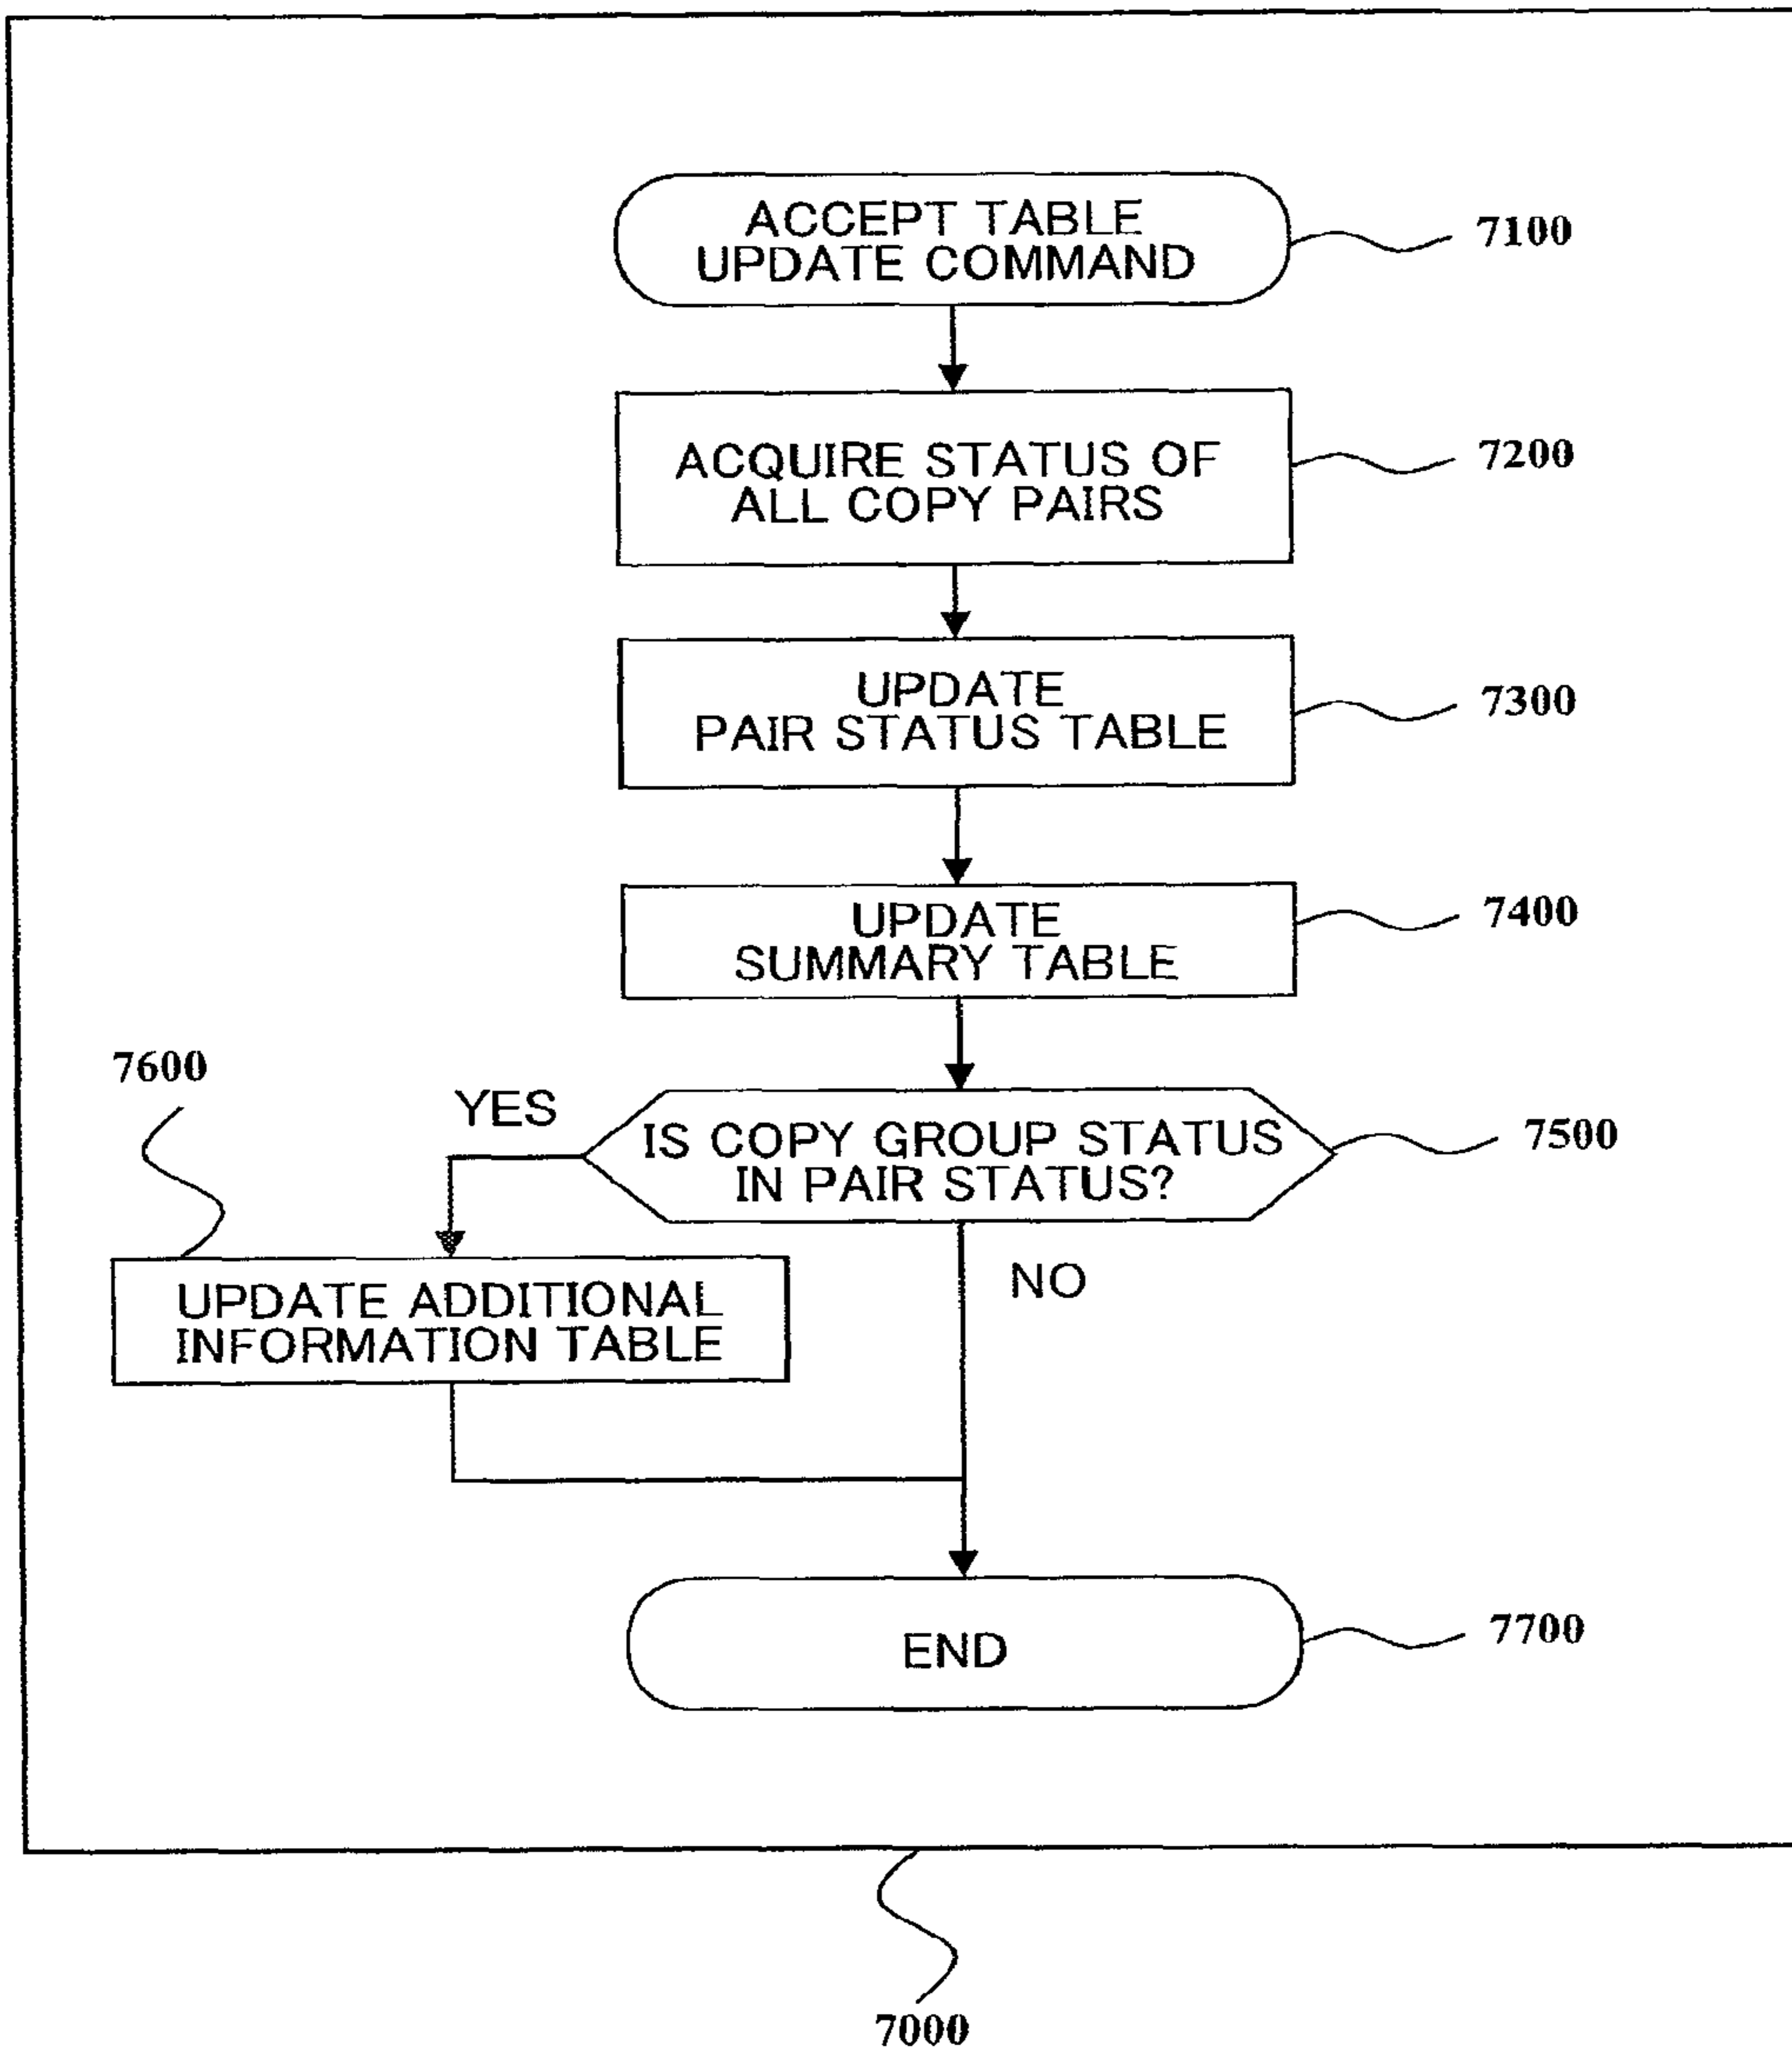 ACCEPT TABLE
UPDATE COMMAND
7100
ACQUIRE STATUS OF
ALL COPY PAIRS
7200
UPDATE
PAIR STATUS TABLE
7300
UPDATE
SUMMARY TABLE
7400
7600
YES
IS COPY GROUP STATUS
IN PAIR STATUS?
7500
NO
UPDATE ADDITIONAL
INFORMATION TABLE
END
7700
7000